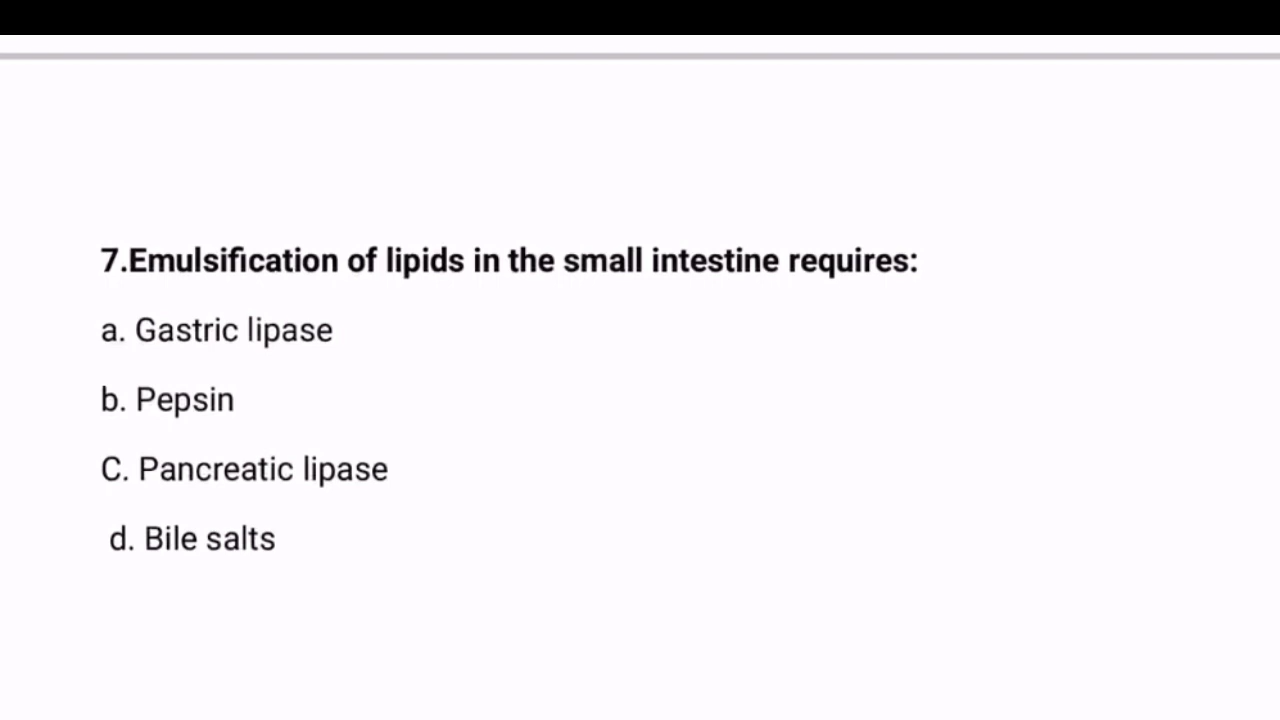 7.Emulsification of lipids in the small intestine requires:
a. Gastric lipase
b. Pepsin
C. Pancreatic lipase
d. Bile salts